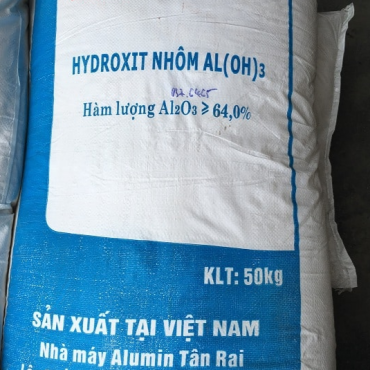 HYDROXIT NHÔM AL(OH)3
Hàm lượng Al2O3 ≥ 64,0%
KLT: 50kg
SẢN XUẤT TẠI VIỆT NAM
Nhà máy Alumin Tân Rai